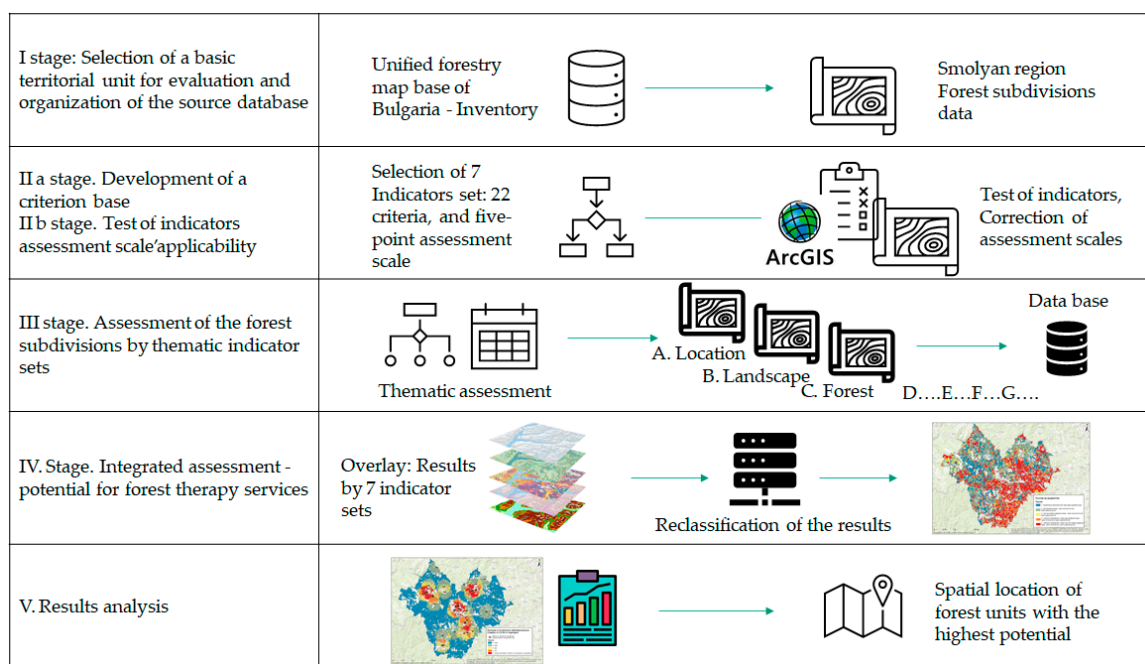 I stage: Selection of a basic
territorial unit for evaluation and
organization of the source database
Unified forestry
map base of
Bulgaria - Inventory
Smolyan region
Forest subdivisions
data
II a stage. Development of a
criterion base
II b stage. Test of indicators
assessment scale'applicability
Selection of 7
Indicators set: 22
criteria, and five-
point assessment
scale
ArcGIS
Test of indicators,
Correction of
assessment scales
III stage. Assessment of the forest
subdivisions by thematic indicator
sets
Thematic assessment
A. Location
B. Landscape
C. Forest
D....E...F...G....
Data base
IV. Stage. Integrated assessment -
potential for forest therapy services
Overlay: Results
by 7 indicator
sets
Reclassification of the results
V. Results analysis
Spatial location of
forest units with the
highest potential